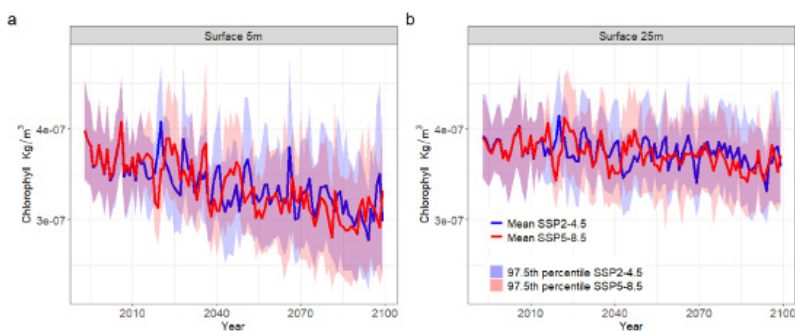 a
Surface 5m
Chlorophyll Kg/m³
4e-07
3e-07
2010
2040
2070
2100
Year
b
Surface 25m
Chlorophyll Kg/m³
4e-07
3e-07
Mean SSP2-4.5
Mean SSP5-8.5
97.5th percentile SSP2-4.5
97.5th percentile SSP5-8.5
2010
2040
2070
2100
Year